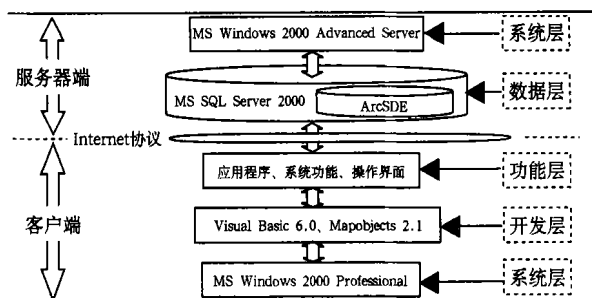 MS Windows 2000 Advanced Server
系统层
服务器端
MS SQL Server 2000
ArcSDE
数据层
Internet协议
应用程序、系统功能、操作界面
功能层
客户端
Visual Basic 6.0、Mapobjects 2.1
开发层
MS Windows 2000 Professional
系统层